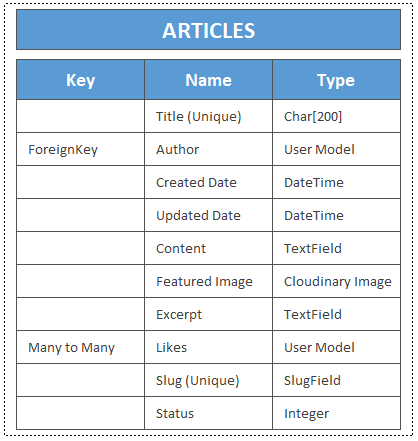 ARTICLES
Key Name Type
Title (Unique) Char[200]
ForeignKey Author User Model
Created Date DateTime
Updated Date DateTime
Content TextField
Featured Image Cloudinary Image
Excerpt TextField
Many to Many Likes User Model
Slug (Unique) SlugField
Status Integer